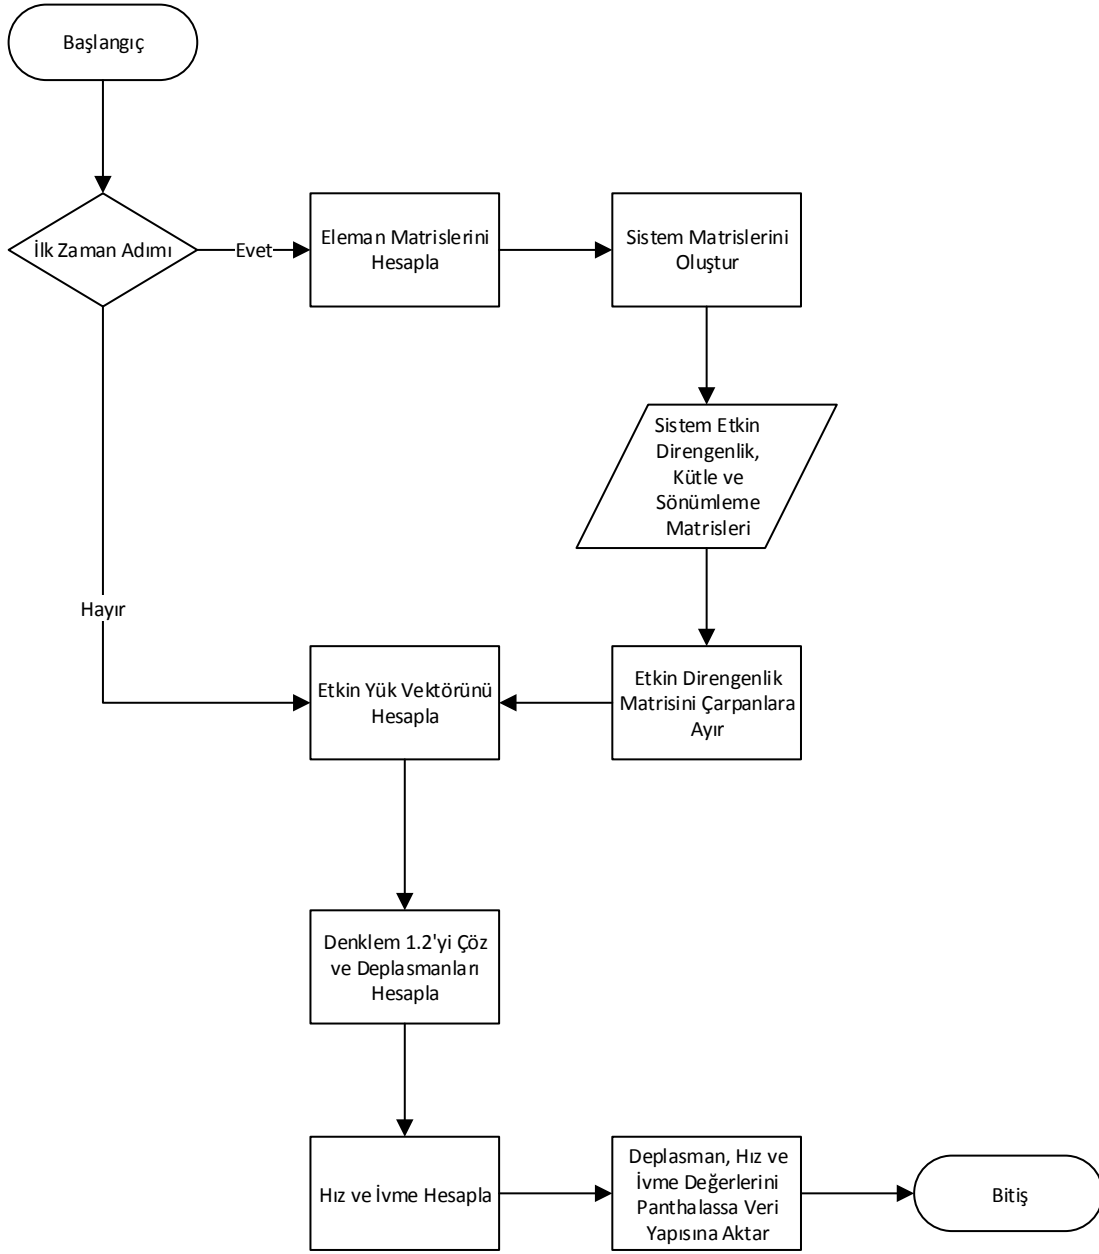 Başlangıç
İlk Zaman Adımı
Evet
Eleman Matrislerini
Hesapla
Sistem Matrislerini
Oluştur
Sistem Etkin
Direngenlik,
Kütle ve
Sönümleme
Matrisleri
Hayır
Etkin Yük Vektörünü
Hesapla
Etkin Direngenlik
Matrisini Çarpanlara
Ayır
Denklem 1.2'yi Çöz
ve Deplasmanları
Hesapla
Hız ve İvme Hesapla
Deplasman, Hız ve
İvme Değerlerini
Panthalassa Veri
Yapısına Aktar
Bitiş